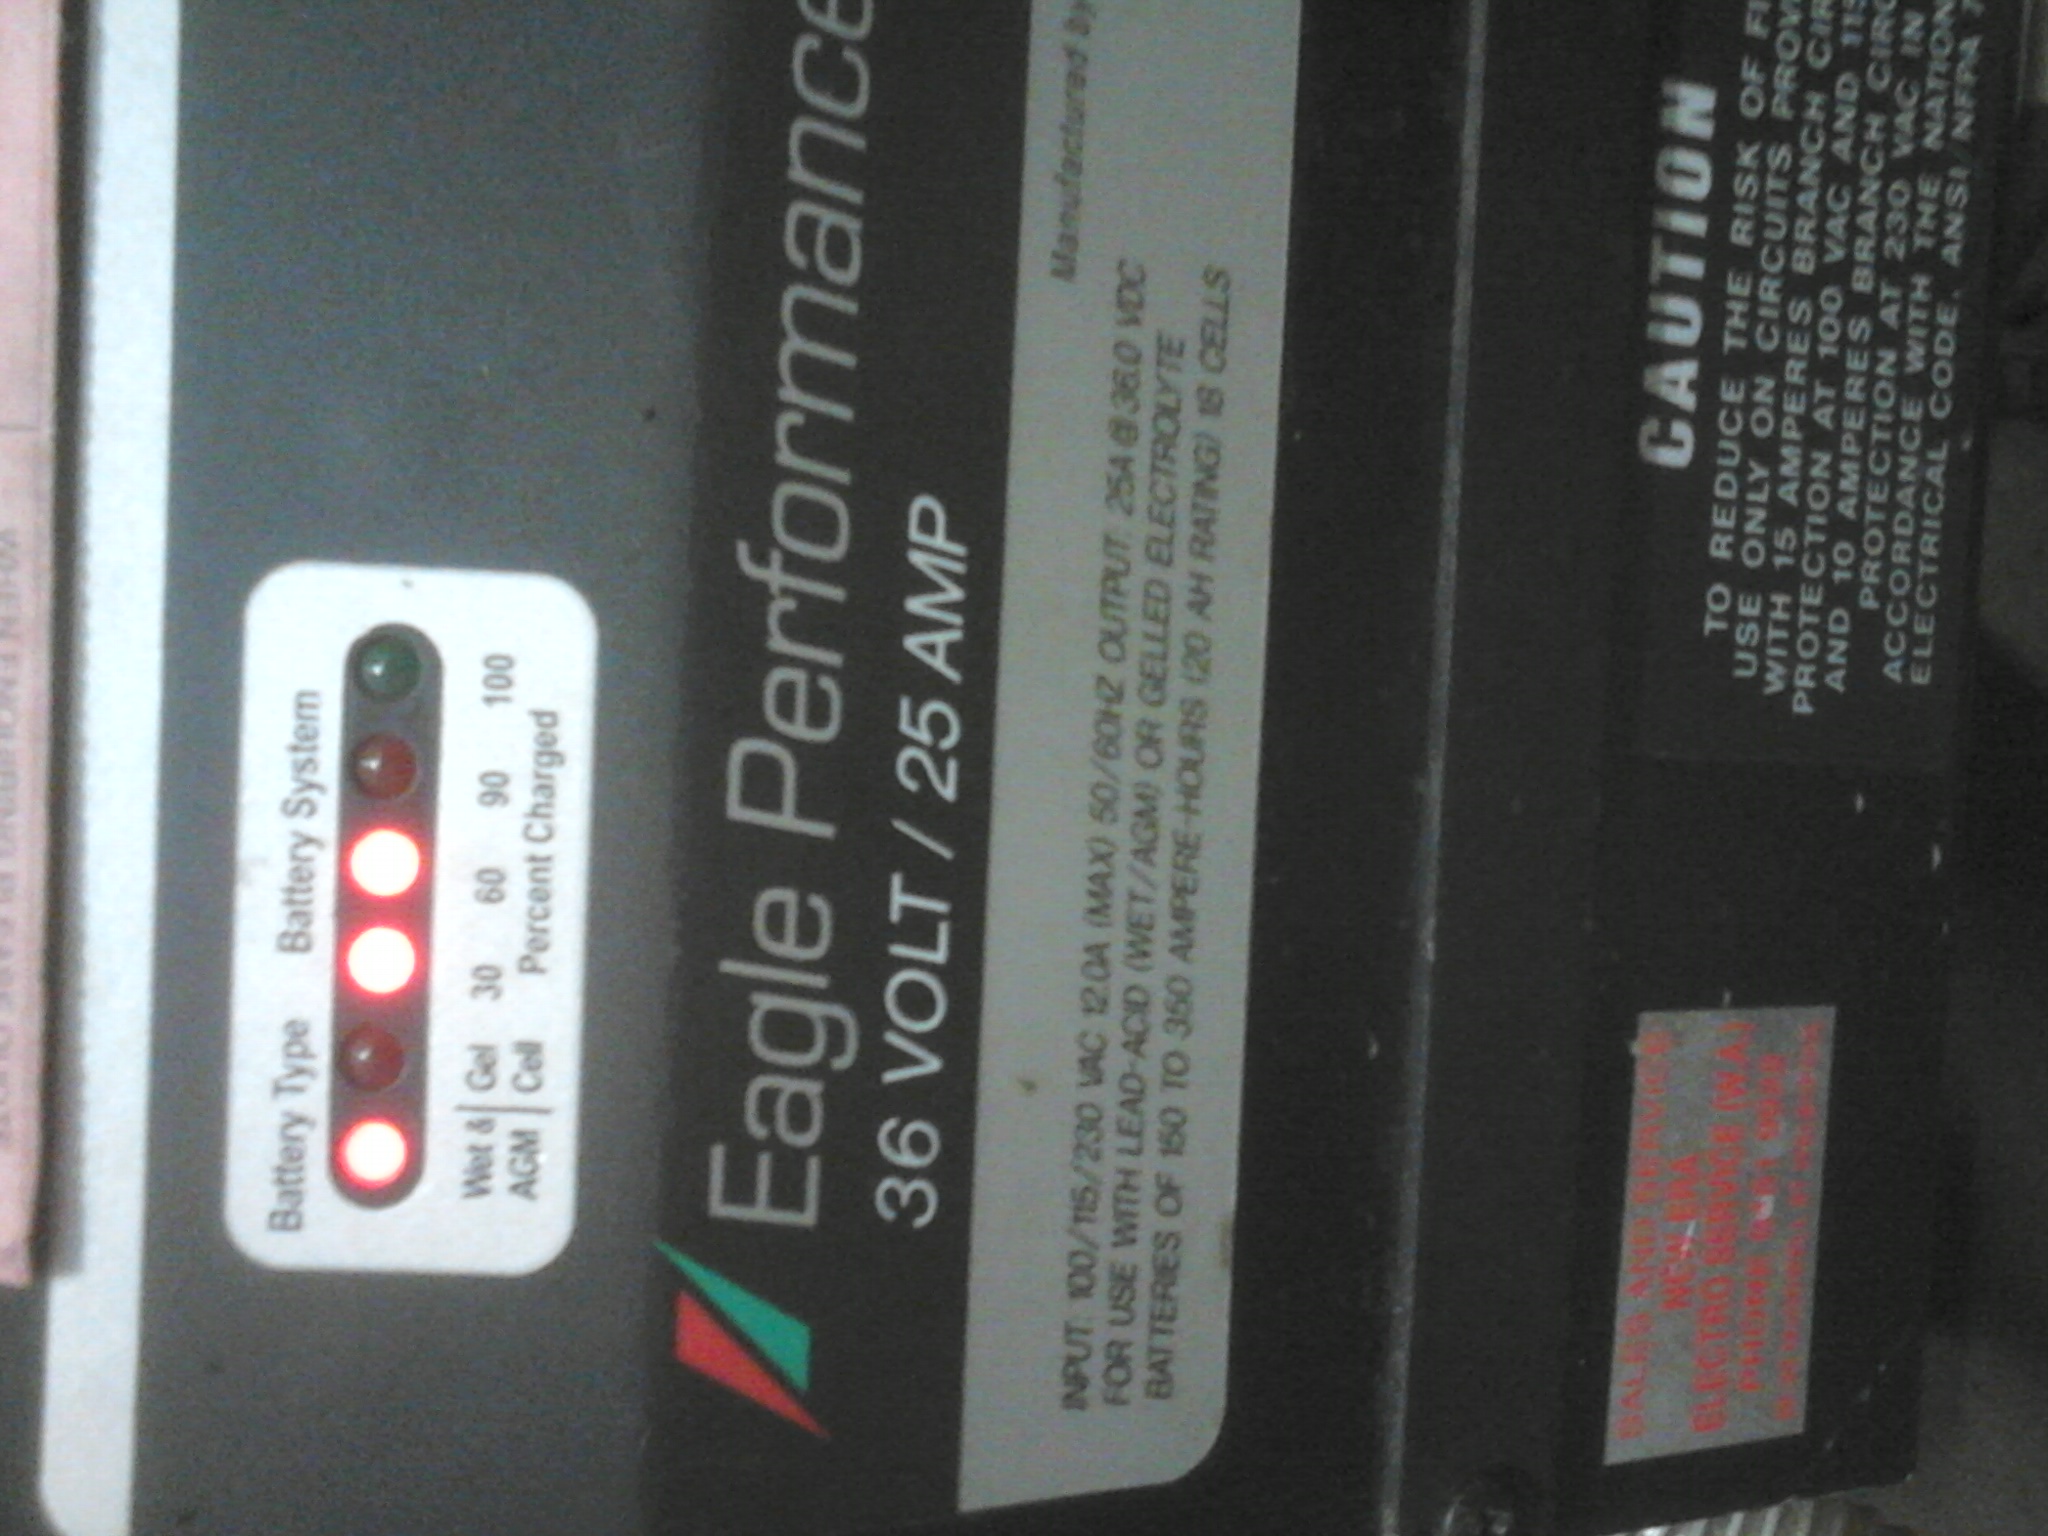 Battery Type Battery System
Wet & Gel 30 60 90 100
AGM Cell Percent Charged
Eagle Performance
36 VOLT / 25 AMP
Manufactured by
INPUT: 100/115/230 VAC 12.0A (MAX) 50/60HZ OUTPUT: 25A @ 36.0 VDC
FOR USE WITH LEAD-ACID (WET/AGM) OR GELLED ELECTROLYTE
BATTERIES OF 150 TO 350 AMPERE-HOURS (20 AH RATING) 18 CELLS
CAUTION
TO REDUCE THE RISK OF
USE ONLY ON CIRCUITS
WITH 15 AMPERES BRANCH
PROTECTION AT 100 VAC AND
AND 10 AMPERES BRANCH
PROTECTION AT 230 VAC IN
ACCORDANCE WITH THE
ELECTRICAL CODE, ANSI/NFPA
SALES AND SERVICE
NEW-ERA
ELECTRO SERVICE (W.A.)
PHONE